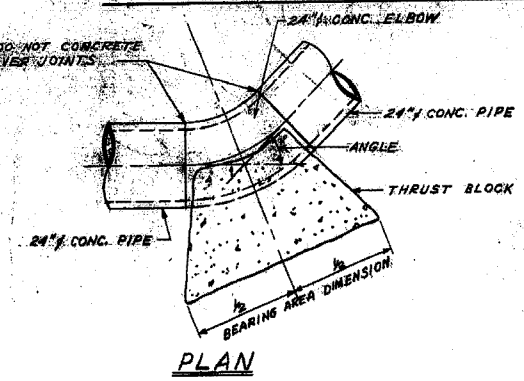 24"⌀ CONC. ELBOW
DO NOT CONCRETE
OVER JOINTS
24"⌀ CONC. PIPE
ANGLE
THRUST BLOCK
24"⌀ CONC. PIPE
1/2
1/2
BEARING AREA DIMENSION
PLAN